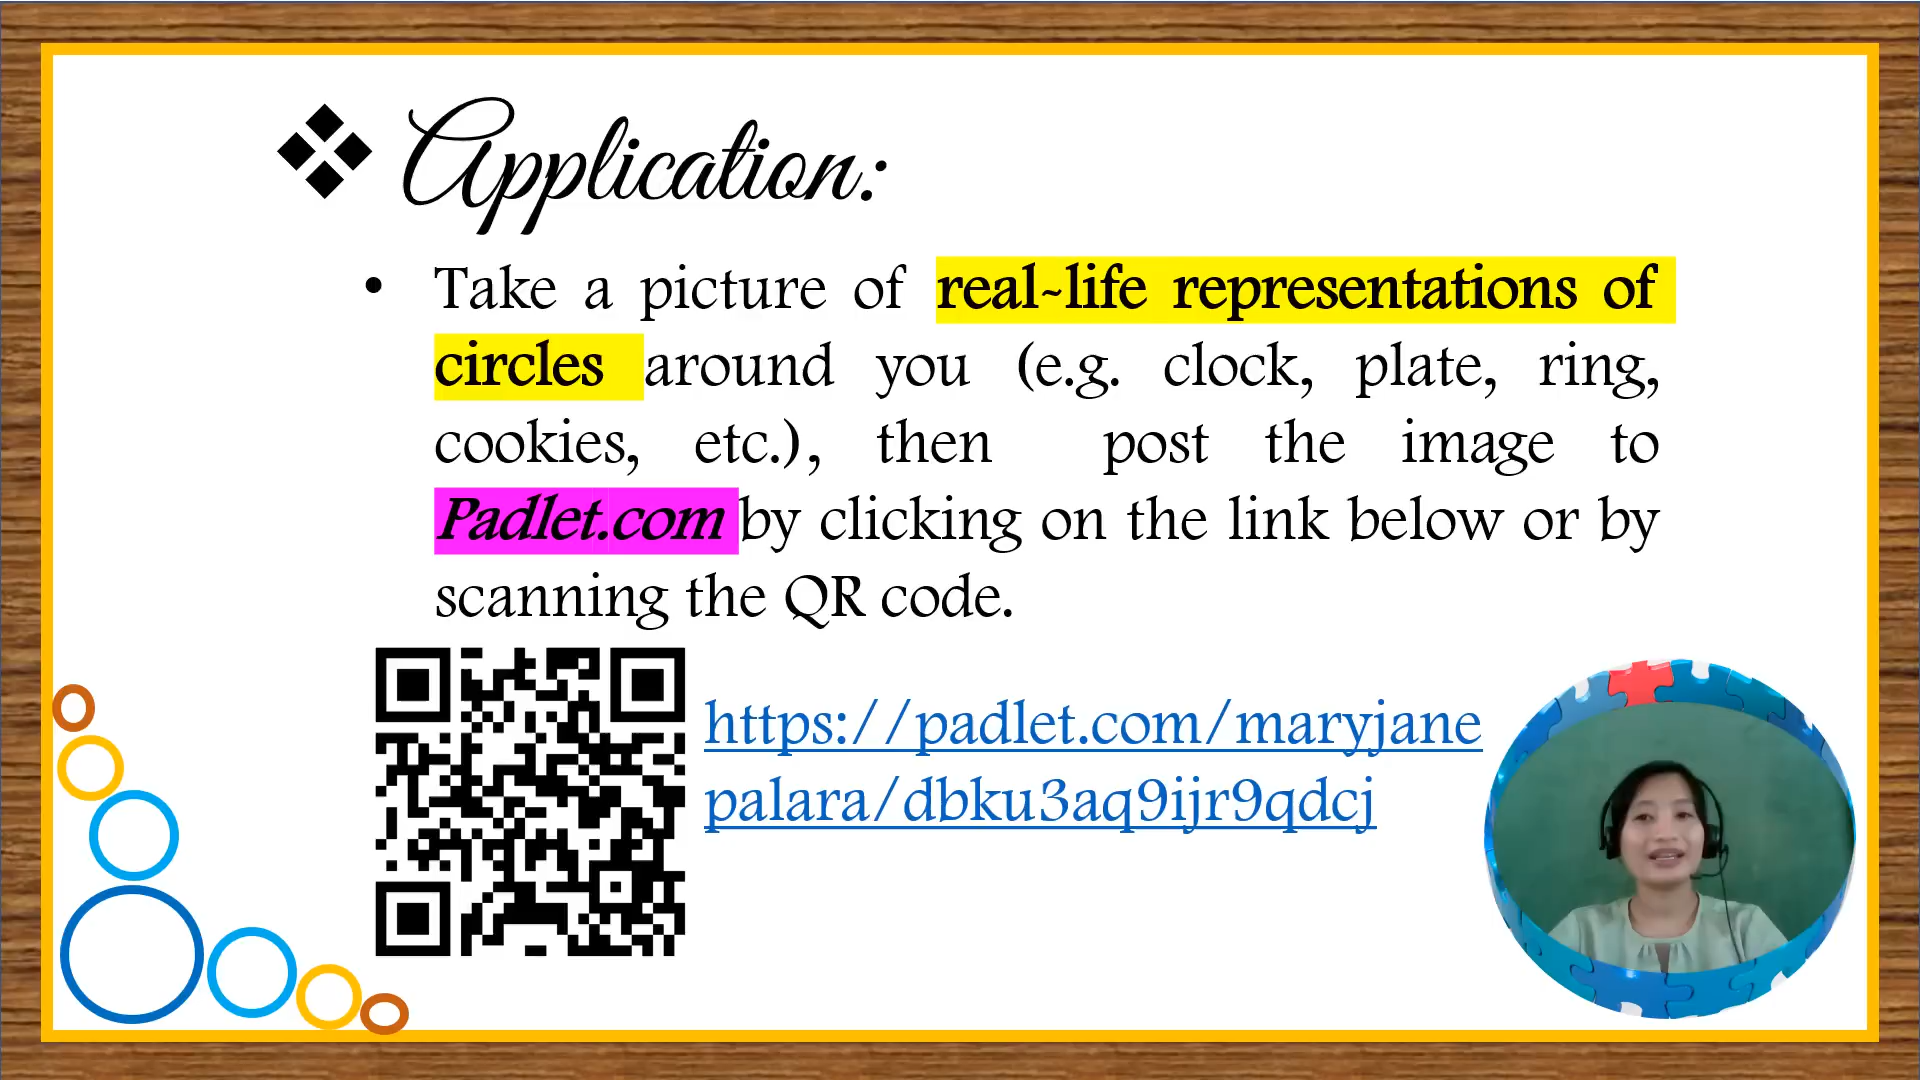 Application:
• Take a picture of real-life representations of
circles around you (e.g. clock, plate, ring,
cookies, etc.), then post the image to
Padlet.com by clicking on the link below or by
scanning the QR code.
https://padlet.com/maryjane
palara/dbku3aq9ijr9qdcj